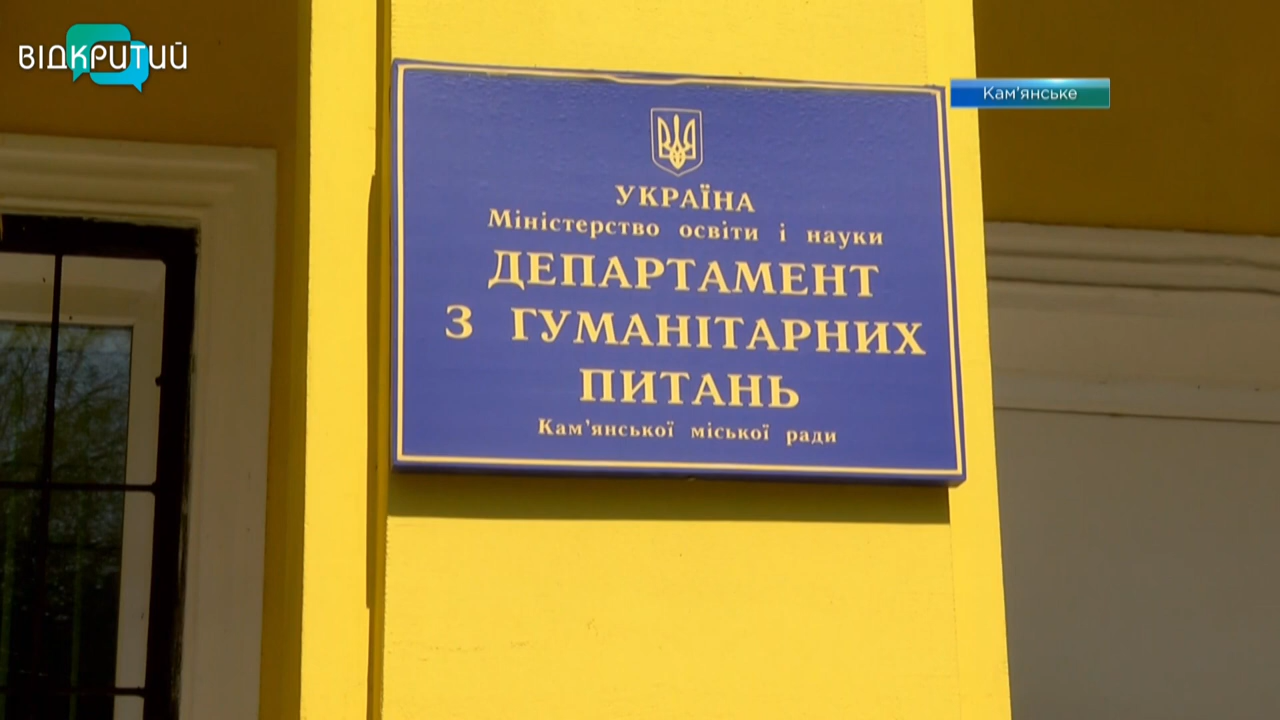 ВІДКРИТИЙ
Кам'янське
УКРАЇНА
Міністерство освіти і науки
ДЕПАРТАМЕНТ
З ГУМАНІТАРНИХ
ПИТАНЬ
Кам'янської міської ради